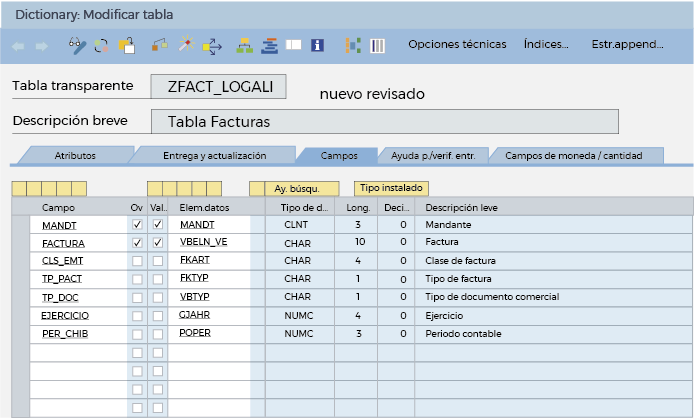 Dictionary: Modificar tabla
Opciones técnicas Índices... Estr.append...
Tabla transparente ZFACT_LOGALI nuevo revisado
Descripción breve Tabla Facturas
Atributos Entrega y actualización Campos Ayuda p./verif. entr. Campos de moneda / cantidad
Ay. búsqu. Tipo instalado
Campo Ov Val.. Elem.datos Tipo de d... Long. Deci... Descripción leve
MANDT MANDT CLNT 3 0 Mandante
FACTURA VBELN_VE CHAR 10 0 Factura
CLS_EMT FKART CHAR 4 0 Clase de factura
TP_PACT FKTYP CHAR 1 0 Tipo de factura
TP_DOC VBTYP CHAR 1 0 Tipo de documento comercial
EJERCICIO GJAHR NUMC 4 0 Ejercicio
PER_CHIB POPER NUMC 3 0 Periodo contable